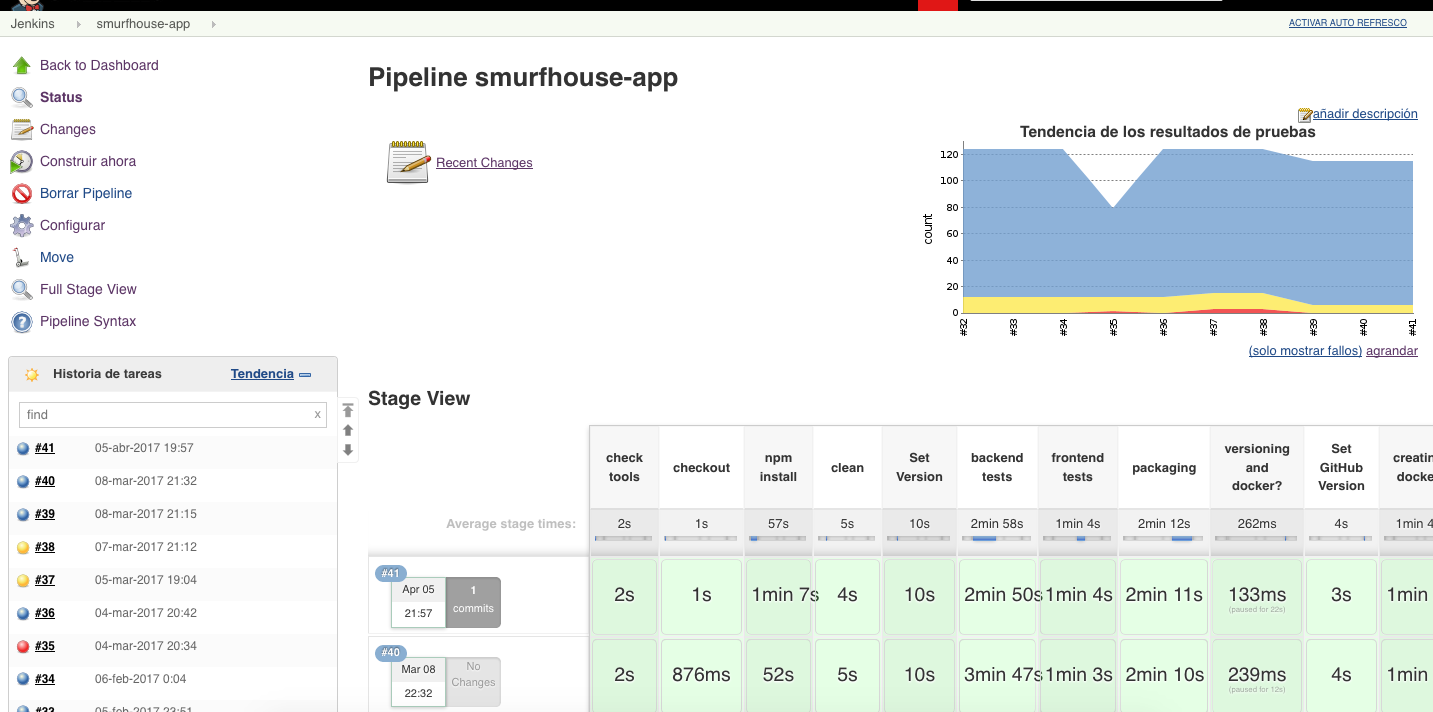 Jenkins
smurfhouse-app
ACTIVAR AUTO REFRESCO
Back to Dashboard
Status
Changes
Construir ahora
Borrar Pipeline
Configurar
Move
Full Stage View
Pipeline Syntax
Historia de tareas
Tendencia
find
x
#41 05-abr-2017 19:57
#40 08-mar-2017 21:32
#39 08-mar-2017 21:15
#38 07-mar-2017 21:12
#37 05-mar-2017 19:04
#36 04-mar-2017 20:42
#35 04-mar-2017 20:34
#34 06-feb-2017 0:04
#33 05-feb-2017 23:51
Pipeline smurfhouse-app
Recent Changes
añadir descripción
Tendencia de los resultados de pruebas
count
120
100
80
60
40
20
0
#32
#33
#34
#35
#36
#37
#38
#39
#40
#41
(solo mostrar fallos) agrandar
Stage View
check
tools
checkout
npm
install
clean
Set
Version
backend
tests
frontend
tests
packaging
versioning
and
docker?
Set
GitHub
Version
creatin
docke
Average stage times:
2s
1s
57s
5s
10s
2min 58s
1min 4s
2min 12s
262ms
4s
1min 4
#41
Apr 05
21:57
1
commits
2s
1s
1min 7s
4s
10s
2min 50s
1min 4s
2min 11s
133ms
(paused for 22s)
3s
1min
#40
Mar 08
22:32
No
Changes
2s
876ms
52s
5s
10s
3min 47s
1min 3s
2min 10s
239ms
(paused for 12s)
4s
1min